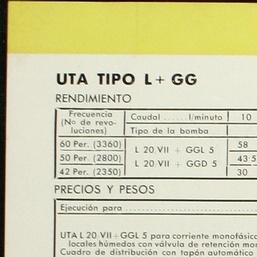 UTA TIPO L + GG
RENDIMIENTO
Frecuencia
(No de revo-
luciones)
Caudal ...... l/minuto 10
Tipo de la bomba
60 Per. (3360)
50 Per. (2800)
42 Per. (2350)
L 20 VII + GGL 5
L 20 VII + GGD 5
58
43.5
30
PRECIOS Y PESOS
Ejecución para
UTA L 20 VII + GGL 5 para corriente monofásica
locales húmedos con válvula de retención mon
Cuadro de distribución con tapón automático